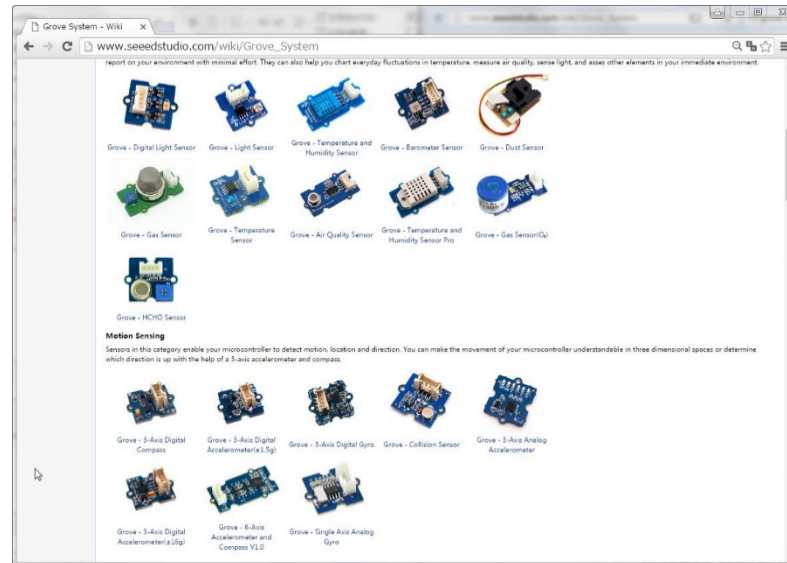 Grove System - Wiki
www.seeedstudio.com/wiki/Grove_System
report on your environment with minimal effort. They can also help you chart everyday fluctuations in temperature, measure air quality, sense light, and asses other elements in your immediate environment.
Grove - Digital Light Sensor
Grove - Light Sensor
Grove - Temperature and
Humidity Sensor
Grove - Barometer Sensor
Grove - Dust Sensor
Grove - Gas Sensor
Grove - Temperature
Sensor
Grove - Air Quality Sensor
Grove - Temperature and
Humidity Sensor Pro
Grove - Gas Sensor(O₂)
Grove - HCHO Sensor
Motion Sensing
Sensors in this category enable your microcontroller to detect motion, location and direction. You can make the movement of your microcontroller understandable in three dimensional spaces or determine
which direction is up with the help of a 3-axis accelerometer and compass.
Grove - 3-Axis Digital
Compass
Grove - 3-Axis Digital
Accelerometer(±1.5g)
Grove - 3-Axis Digital Gyro
Grove - Collision Sensor
Grove - 3-Axis Analog
Accelerometer
Grove - 3-Axis Digital
Accelerometer(±16g)
Grove - 6-Axis
Accelerometer and
Compass V1.0
Grove - Single Axis Analog
Gyro